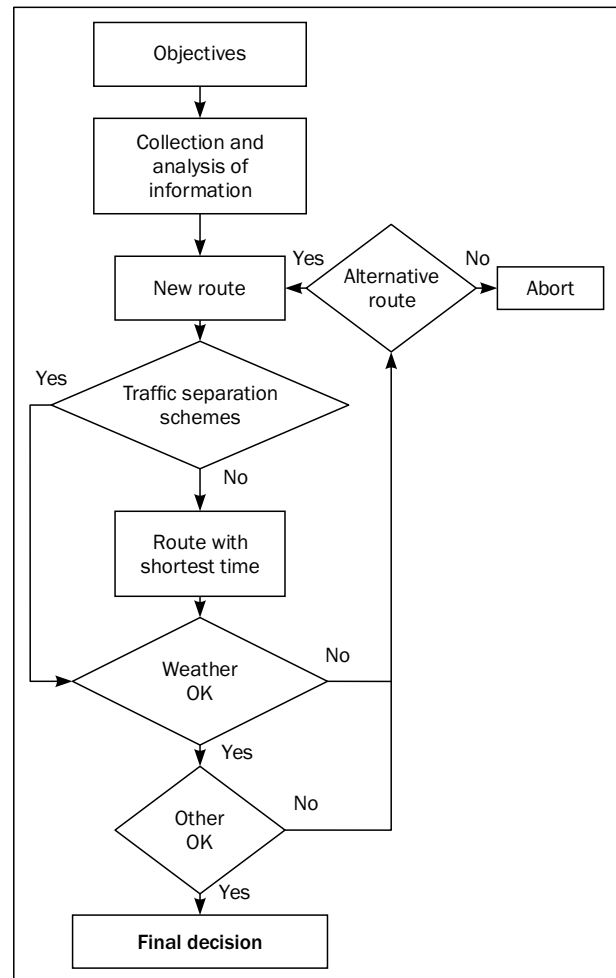 Objectives
Collection and
analysis of
information
Yes
No
New route
Alternative
route
Abort
Yes
Traffic separation
schemes
No
Route with
shortest time
Weather
OK
No
Yes
Other
OK
No
Yes
Final decision